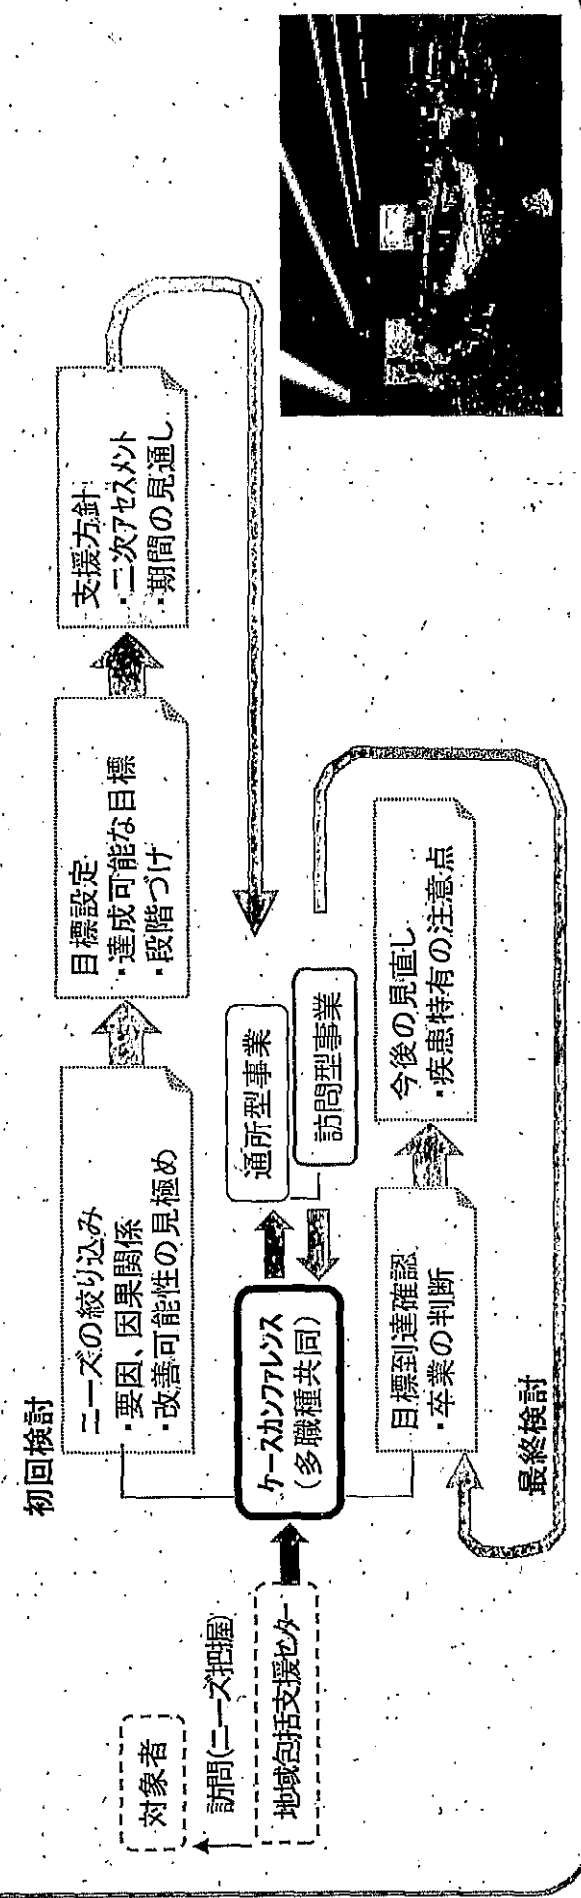 初回検討
ニーズの絞り込み
・要因、因果関係
・改善可能性の見極め
目標設定
・達成可能な目標
・段階づけ
支援方針
・二次アセスメント
・期間の見通し
対象者
訪問(ニーズ把握)
地域包括支援センター
ケースカンファレンス
(多職種共同)
通所型事業
訪問型事業
目標到達確認
・卒業の判断
今後の見直し
・疾患特有の注意点
最終検討